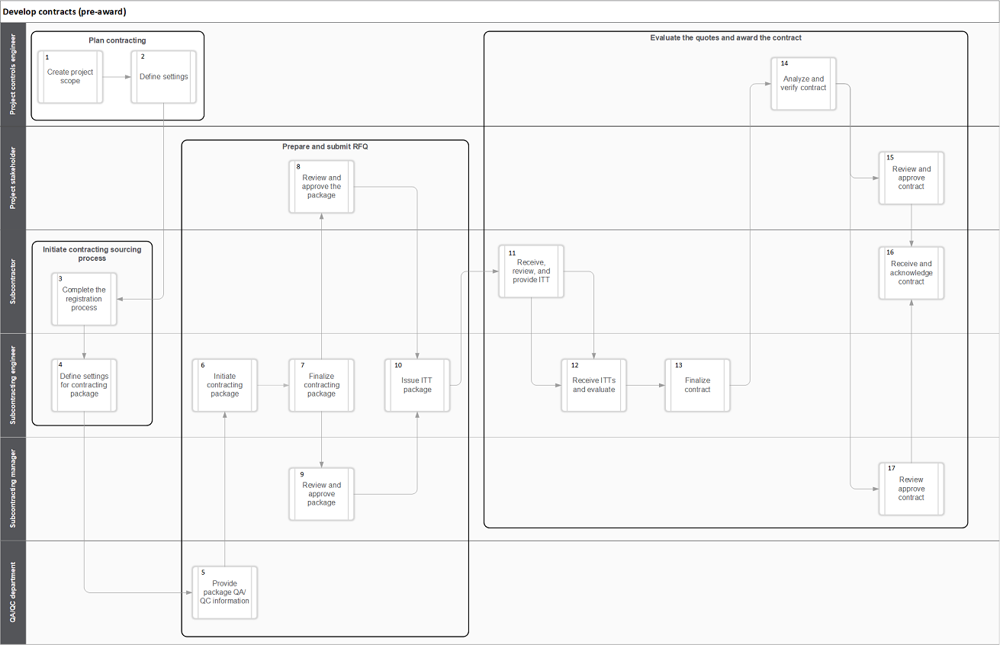 Develop contracts (pre-award)
Project controls engineer
Plan contracting
1
Create project
scope
2
Define settings
Evaluate the quotes and award the contract
14
Analyze and
verify contract
Project stakeholder
Prepare and submit RFQ
8
Review and
approve the
package
15
Review and
approve
contract
Subcontractor
Initiate contracting sourcing
process
3
Complete the
registration
process
11
Receive,
review, and
provide ITT
16
Receive and
acknowledge
contract
Subcontracting engineer
4
Define settings
for contracting
package
6
Initiate
contracting
package
7
Finalize
contracting
package
10
Issue ITT
package
12
Receive ITTs
and evaluate
13
Finalize
contract
Subcontracting manager
9
Review and
approve
package
17
Review
approve
contract
QA/QC department
5
Provide
package QA/
QC information